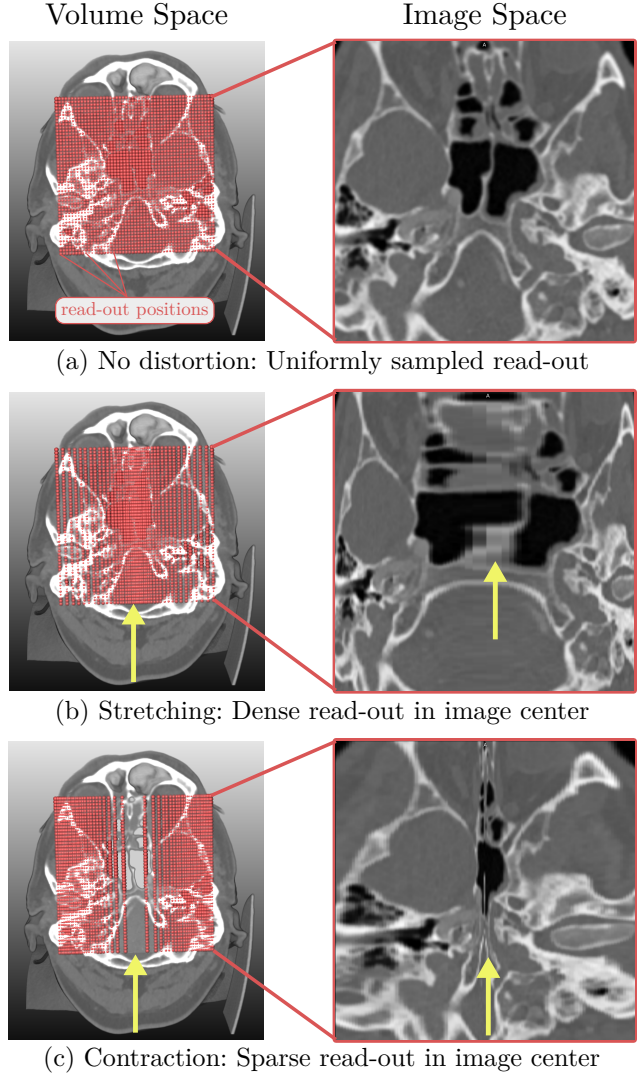 Volume Space
Image Space
A
read-out positions
(a) No distortion: Uniformly sampled read-out
A
(b) Stretching: Dense read-out in image center
(c) Contraction: Sparse read-out in image center